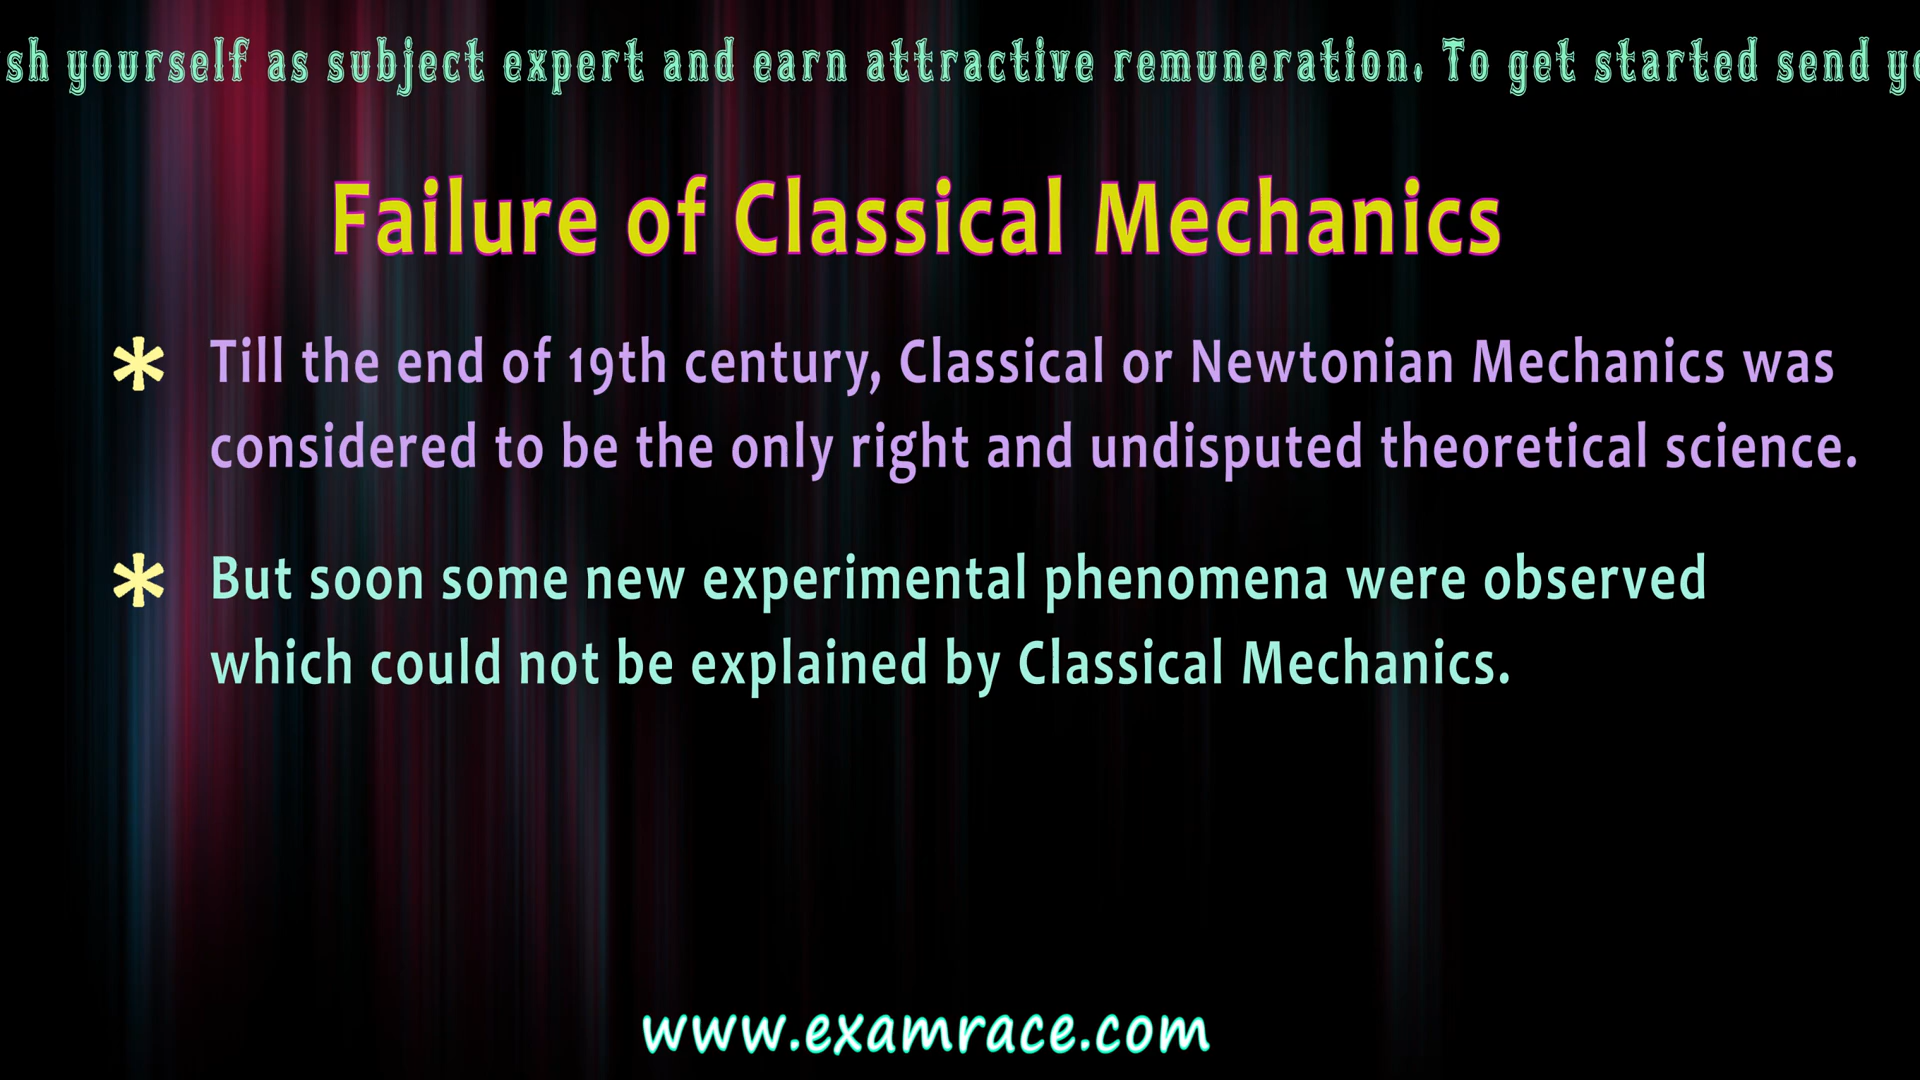 sh yourself as subject expert and earn attractive remuneration. To get started send yo
Failure of Classical Mechanics
* Till the end of 19th century, Classical or Newtonian Mechanics was
considered to be the only right and undisputed theoretical science.
* But soon some new experimental phenomena were observed
which could not be explained by Classical Mechanics.
www.examrace.com